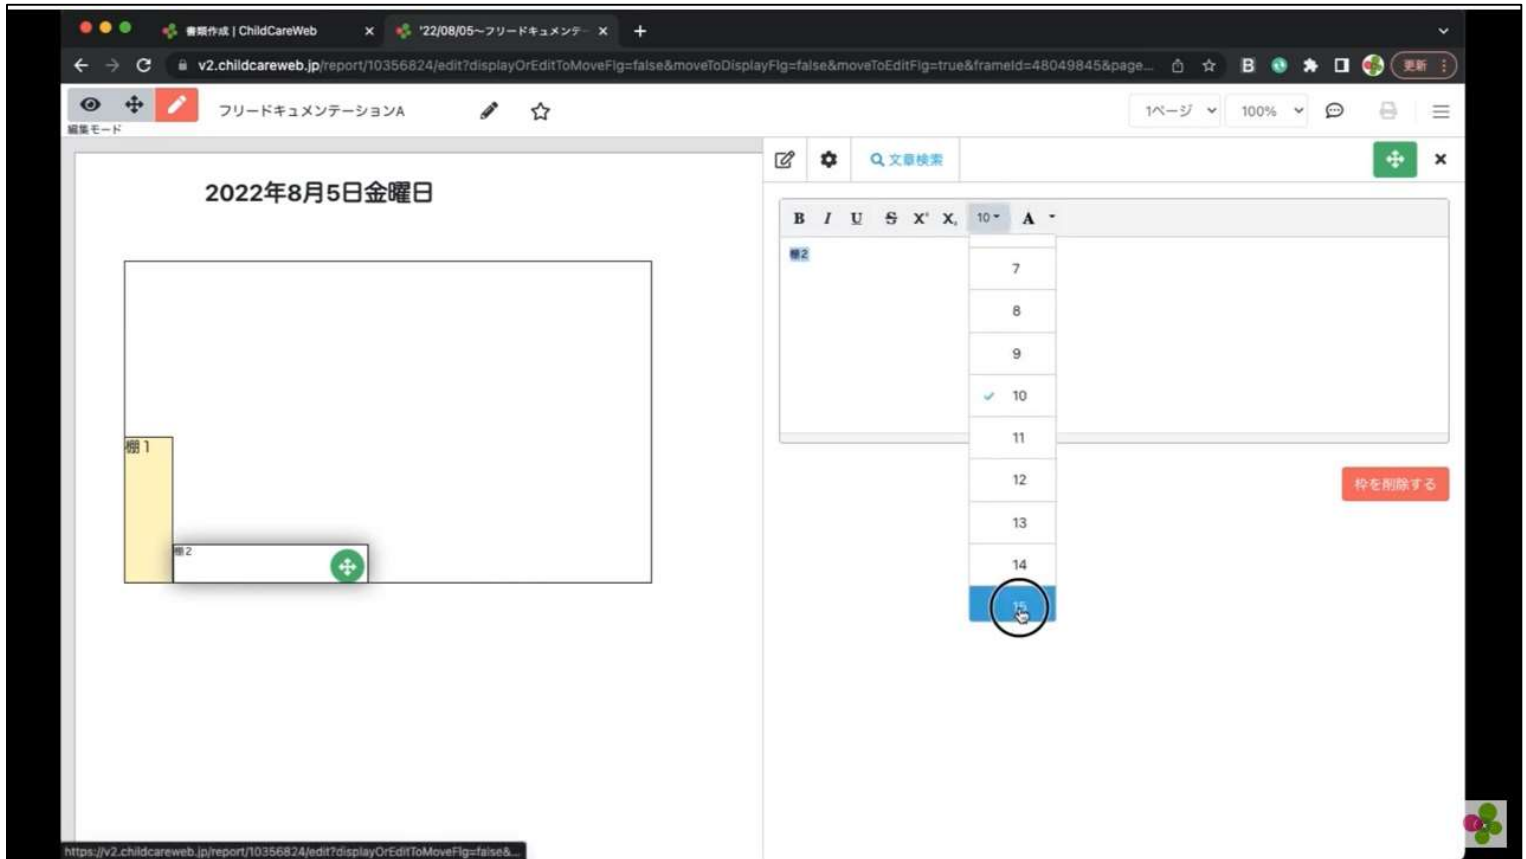 書類作成 | ChildCareWeb
'22/08/05〜フリードキュメンテー
v2.childcareweb.jp/report/10356824/edit?displayOrEditToMoveFlg=false&moveToDisplayFlg=false&moveToEditFlg=true&frameId=48049845&page...
更新
編集モード
フリードキュメンテーションA
1ページ
100%
文章検索
2022年8月5日金曜日
B I U S X X 10 A
棚2
7
8
9
10
11
12
13
14
15
枠を削除する
棚1
棚2
https://v2.childcareweb.jp/report/10356824/edit?displayOrEditToMoveFlg=false&...